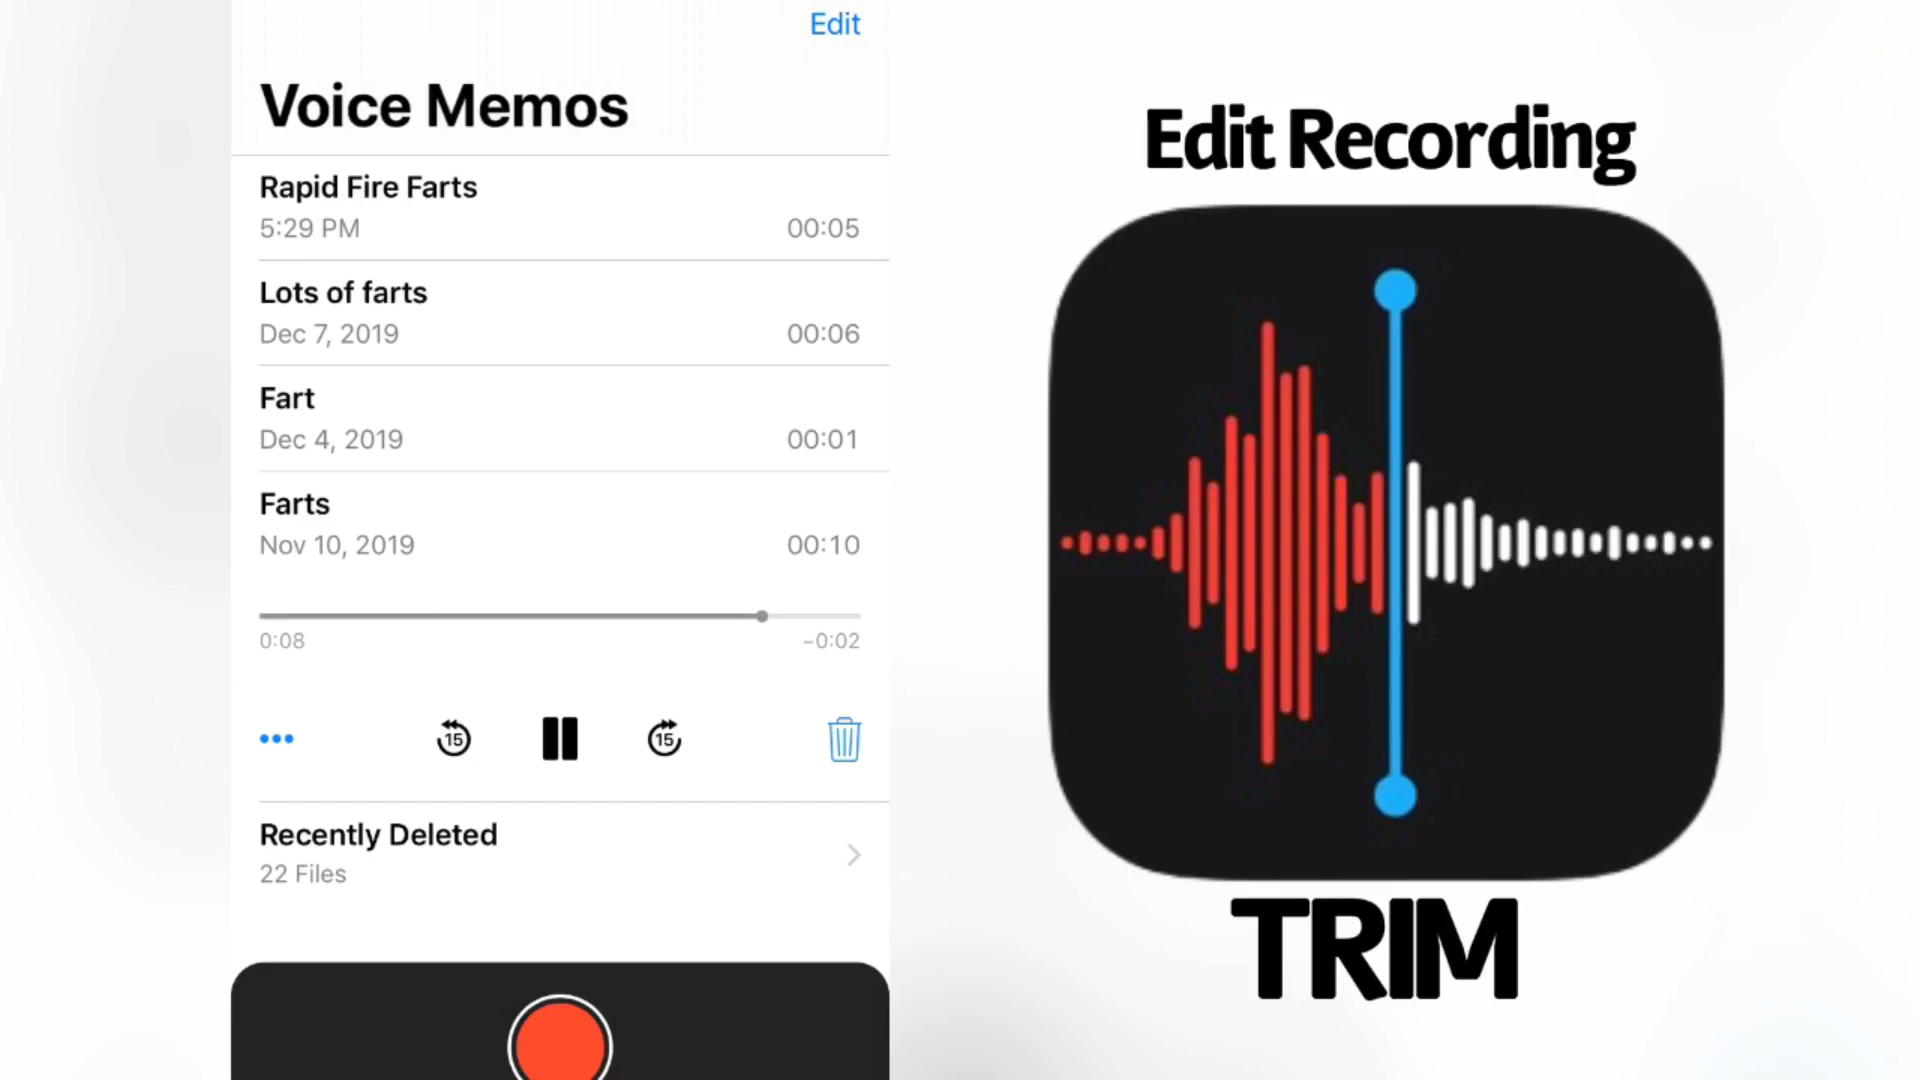 Edit
Voice Memos
Rapid Fire Farts
5:29 PM 00:05
Lots of farts
Dec 7, 2019 00:06
Fart
Dec 4, 2019 00:01
Farts
Nov 10, 2019 00:10
0:08 −0:02
15 15
Recently Deleted
22 Files
Edit Recording
TRIM